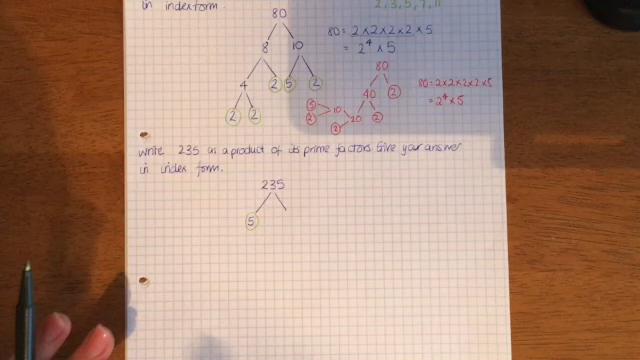 in index form.
2, 3, 5, 7, 11
80
8 10
4 2 5 2
2 2
80 = 2 × 2 × 2 × 2 × 5
= 2⁴ × 5
80
40 2
5 10 20 2
2 2
80 = 2 × 2 × 2 × 2 × 5
= 2⁴ × 5
Write 235 as a product of its prime factors Give your answer
in index form.
235
5